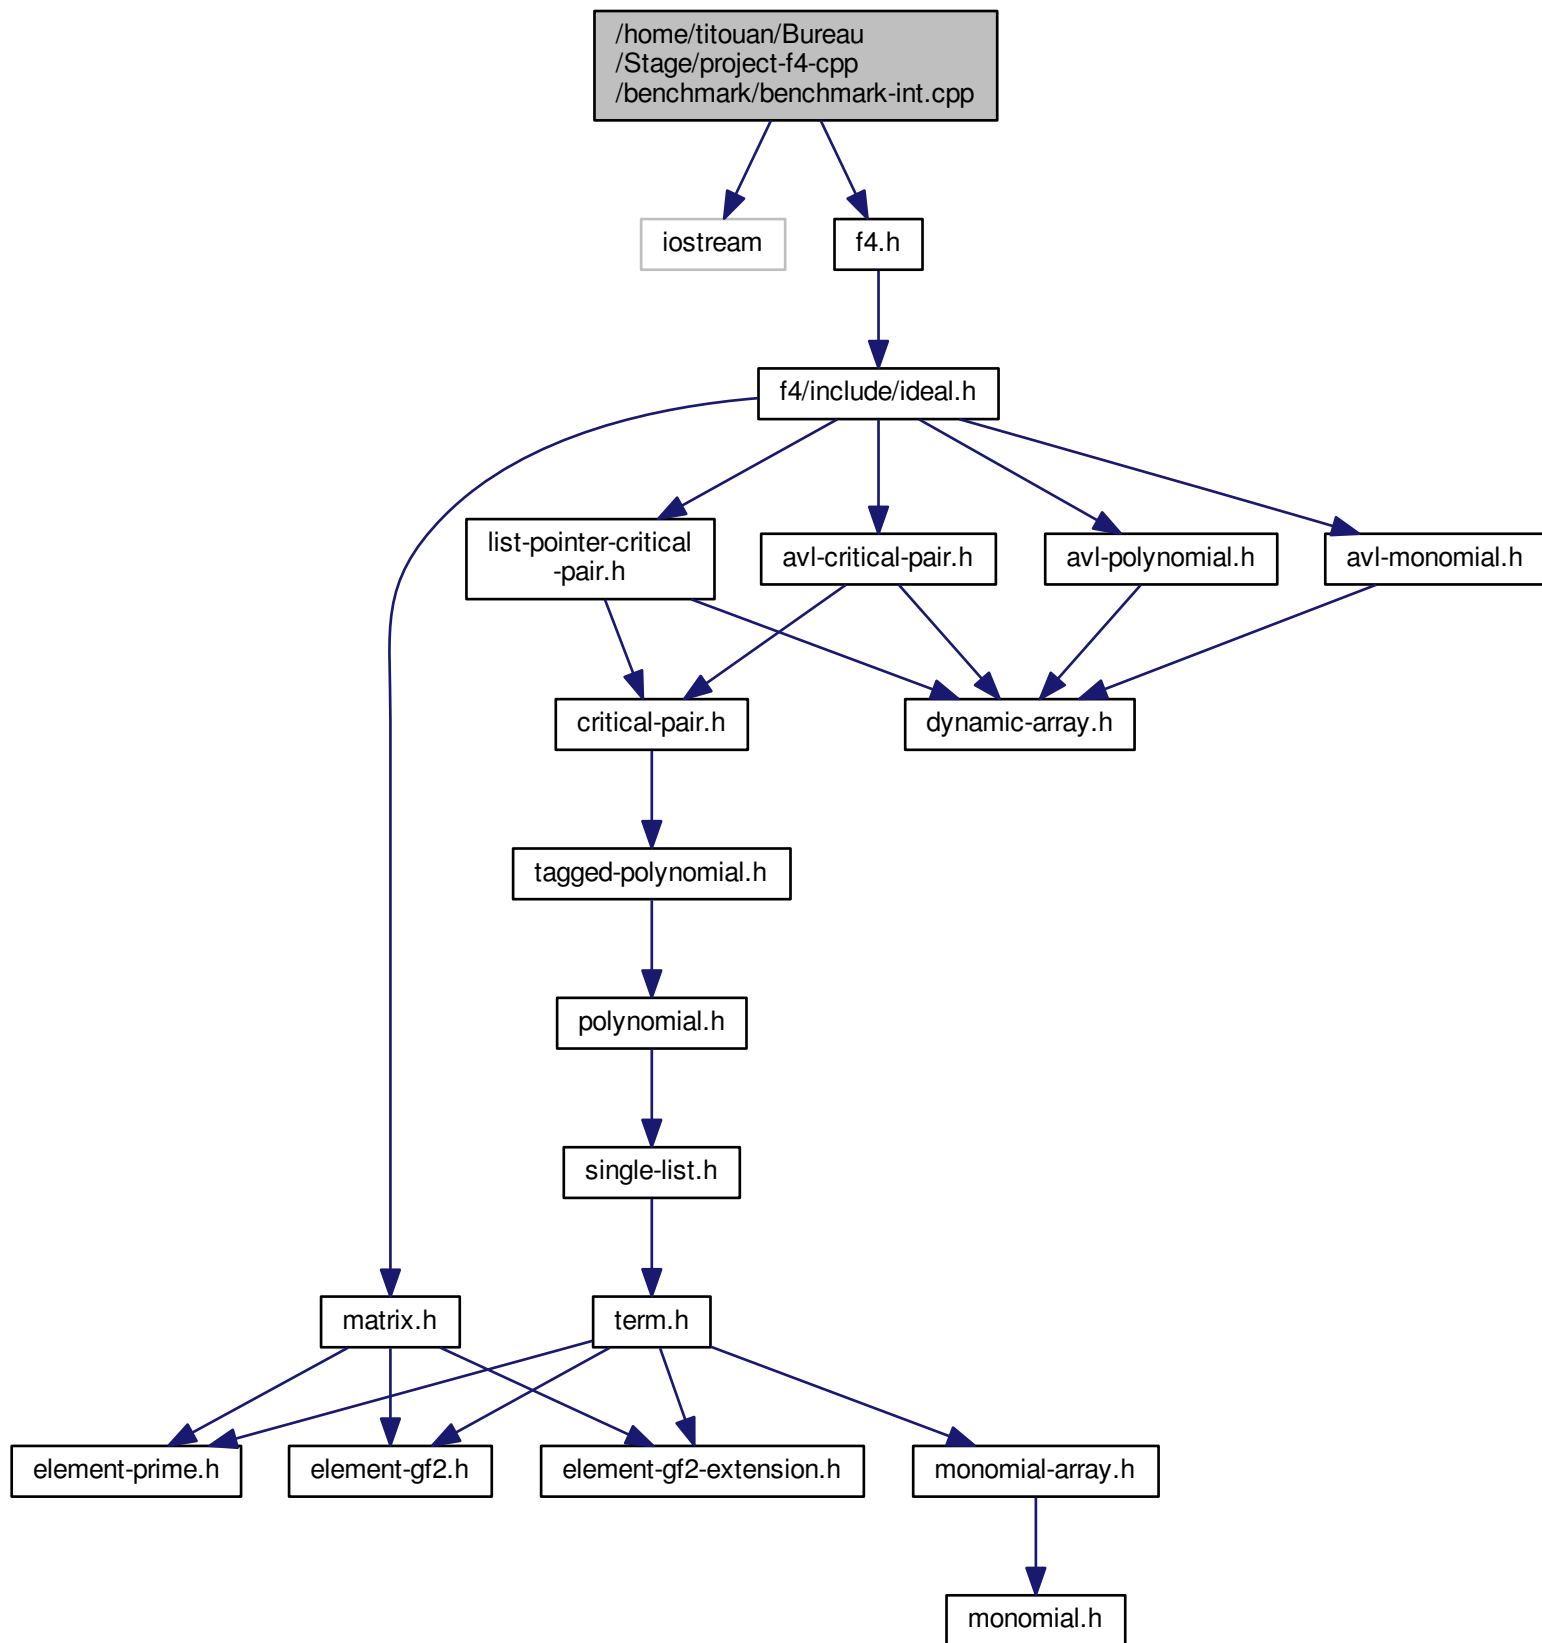 /home/titouan/Bureau
/Stage/project-f4-cpp
/benchmark/benchmark-int.cpp
iostream
f4.h
f4/include/ideal.h
list-pointer-critical
-pair.h
avl-critical-pair.h
avl-polynomial.h
avl-monomial.h
critical-pair.h
dynamic-array.h
tagged-polynomial.h
polynomial.h
single-list.h
matrix.h
term.h
element-prime.h
element-gf2.h
element-gf2-extension.h
monomial-array.h
monomial.h